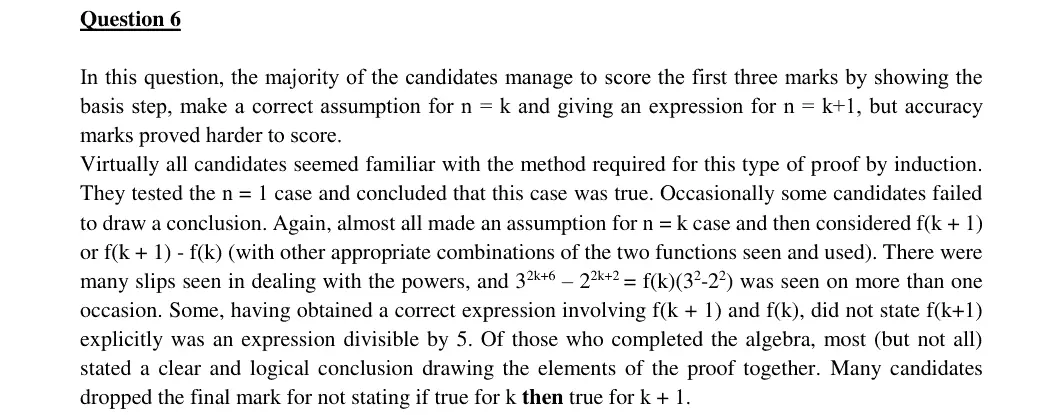 Question 6
In this question, the majority of the candidates manage to score the first three marks by showing the
basis step, make a correct assumption for n = k and giving an expression for n = k+1, but accuracy
marks proved harder to score.
Virtually all candidates seemed familiar with the method required for this type of proof by induction.
They tested the n = 1 case and concluded that this case was true. Occasionally some candidates failed
to draw a conclusion. Again, almost all made an assumption for n = k case and then considered f(k + 1)
or f(k + 1) - f(k) (with other appropriate combinations of the two functions seen and used). There were
many slips seen in dealing with the powers, and 3²ᵏ⁺⁶ – 2²ᵏ⁺² = f(k)(3²-2²) was seen on more than one
occasion. Some, having obtained a correct expression involving f(k + 1) and f(k), did not state f(k+1)
explicitly was an expression divisible by 5. Of those who completed the algebra, most (but not all)
stated a clear and logical conclusion drawing the elements of the proof together. Many candidates
dropped the final mark for not stating if true for k then true for k + 1.